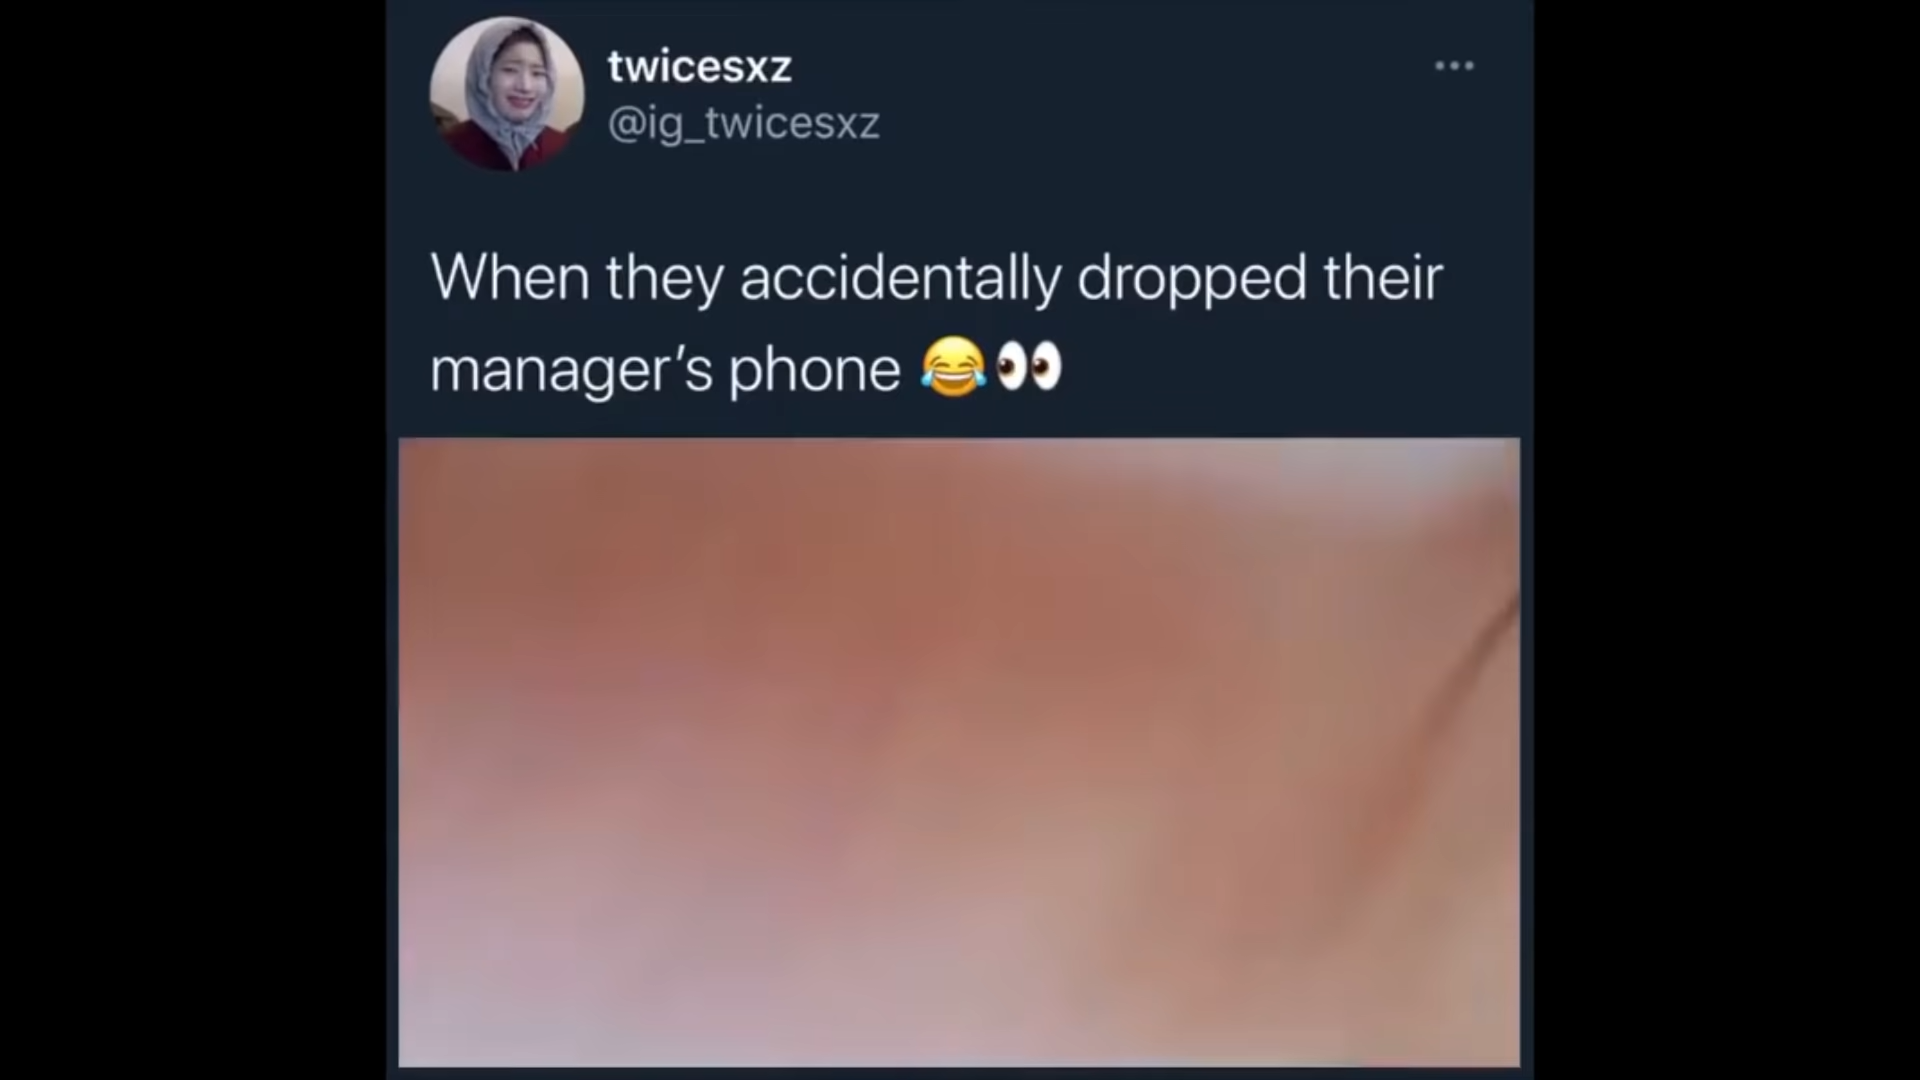 twicesxz
@ig_twicesxz
When they accidentally dropped their
manager’s phone 😂👀